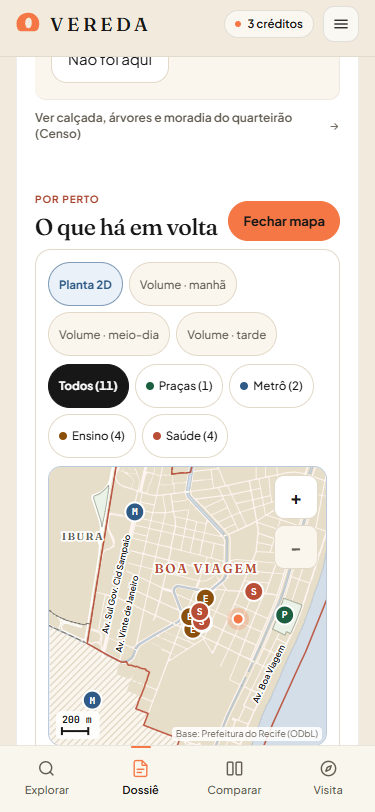 VEREDA
3 créditos
Não foi aqui
Ver calçada, árvores e moradia do quarteirão
(Censo)
→
POR PERTO
O que há em volta
Fechar mapa
Planta 2D
Volume · manhã
Volume · meio-dia
Volume · tarde
Todos (11)
Praças (1)
Metrô (2)
Ensino (4)
Saúde (4)
M
+
−
IBURA
Av. Sul Gov. Cid Sampaio
Av. Vinte de Janeiro
BOA VIAGEM
S
E
S
E
S
E
P
Av. Boa Viagem
M
200 m
Base: Prefeitura do Recife (ODbL)
Explorar
Dossiê
Comparar
Visita